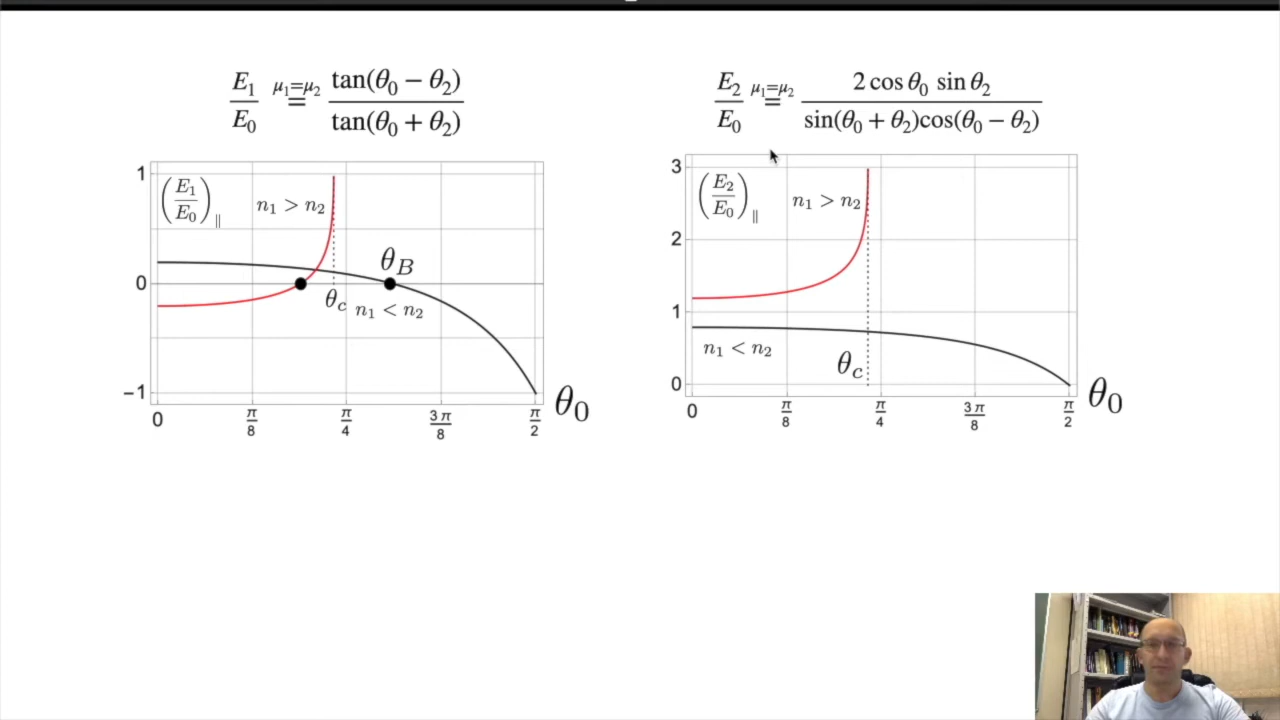 E₁/E₀ μ₁=μ₂ = tan(θ₀ − θ₂)/tan(θ₀ + θ₂)
E₂/E₀ μ₁=μ₂ = 2 cos θ₀ sin θ₂/sin(θ₀ + θ₂)cos(θ₀ − θ₂)
1
(E₁/E₀)∥
n₁ > n₂
θ_B
0
θ_c
n₁ < n₂
−1
0 π/8 π/4 3π/8 π/2
θ₀
3
(E₂/E₀)∥
n₁ > n₂
2
1
n₁ < n₂
θ_c
0
0 π/8 π/4 3π/8 π/2
θ₀